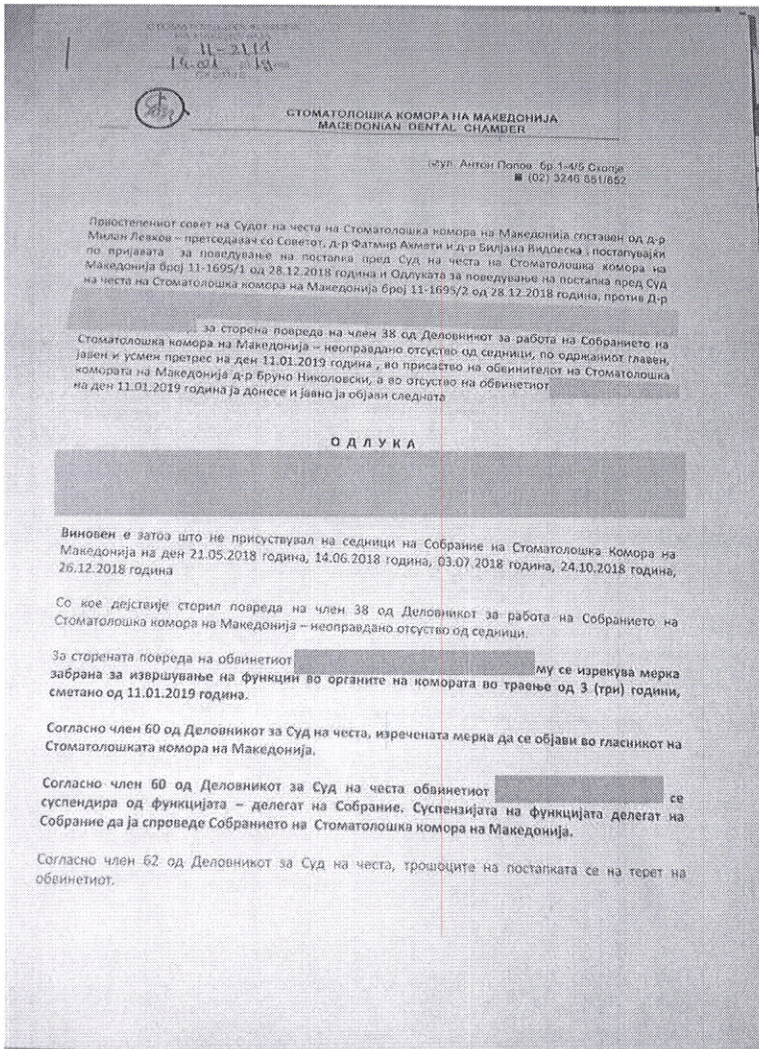 СТОМАТОЛОШКА КОМОРА
11-211/1
СТОМАТОЛОШКА КОМОРА НА МАКЕДОНИЈА
MACEDONIAN DENTAL CHAMBER
ул. Антон Попов бр.1-4/5 Скопје
(02) 3246 851/852
Првостепениот совет на Судот на честа на Стоматолошка комора на Македонија составен од д-р
Милан Левков – претседавач со Советот, д-р Фатмир Ахмети и д-р Билјана Видоеска , постапувајќи
по пријавата за поведување на постапка пред Суд на честа на Стоматолошка комора на
Македонија број 11-1695/1 од 28.12.2018 година и Одлуката за поведување на постапка пред Суд
на честа на Стоматолошка комора на Македонија број 11-1695/2 од 28.12.2018 година, против Д-р
, за сторена повреда на член 38 од Деловникот за работа на Собранието на
Стоматолошка комора на Македонија – неоправдано отсуство од седници, по одржаниот главен,
јавен и усмен претрес на ден 11.01.2019 година , во присаство на обвинителот на Стоматолошка
комората на Македонија д-р Бруно Николовски, а во отсуство на обвинетиот
на ден 11.01.2019 година ја донесе и јавно ја објави следната
О Д Л У К А
Виновен е затоа што не присуствувал на седници на Собрание на Стоматолошка Комора на
Македонија на ден 21.05.2018 година, 14.06.2018 година, 03.07.2018 година, 24.10.2018 година,
26.12.2018 година
Со кое дејствие сторил повреда на член 38 од Деловникот за работа на Собранието на
Стоматолошка комора на Македонија – неоправдано отсуство од седници.
За сторената повреда на обвинетиот му се изрекува мерка
забрана за извршување на функции во органите на комората во траење од 3 (три) години,
сметано од 11.01.2019 година.
Согласно член 60 од Деловникот за Суд на честа, изречената мерка да се објави во гласникот на
Стоматолошката комора на Македонија.
Согласно член 60 од Деловникот за Суд на честа обвинетиот се
суспендира од функцијата – делегат на Собрание. Суспензијата на функцијата делегат на
Собрание да ја спроведе Собранието на Стоматолошка комора на Македонија.
Согласно член 62 од Деловникот за Суд на честа, трошоците на постапката се на терет на
обвинетиот.